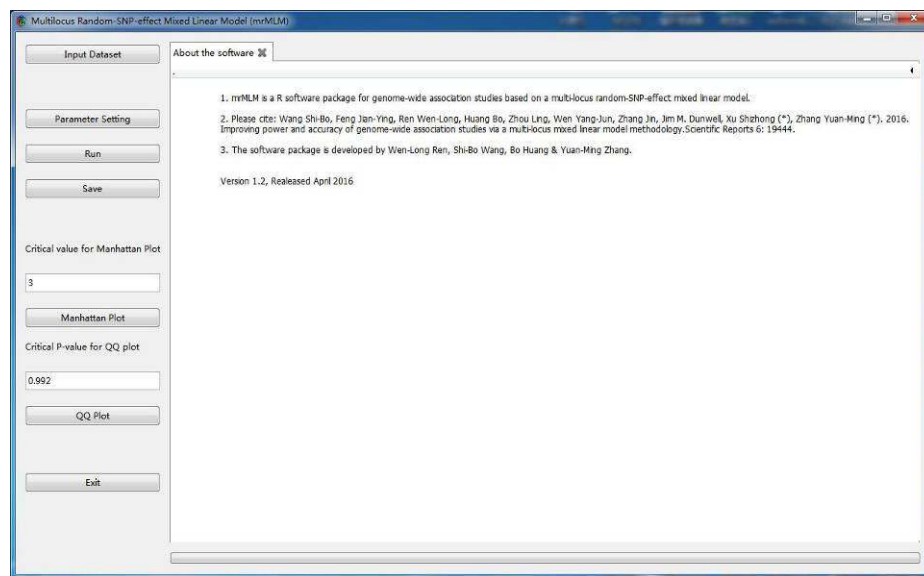 Multilocus Random-SNP-effect Mixed Linear Model (mrMLM)
Input Dataset
Parameter Setting
Run
Save
Critical value for Manhattan Plot
3
Manhattan Plot
Critical P-value for QQ plot
0.992
QQ Plot
Exit
About the software
1. mrMLM is a R software package for genome-wide association studies based on a multi-locus random-SNP-effect mixed linear model.
2. Please cite: Wang Shi-Bo, Feng Jian-Ying, Ren Wen-Long, Huang Bo, Zhou Ling, Wen Yang-Jun, Zhang Jin, Jim M. Dunwell, Xu Shizhong (*), Zhang Yuan-Ming (*). 2016.
Improving power and accuracy of genome-wide association studies via a multi-locus mixed linear model methodology.Scientific Reports 6: 19444.
3. The software package is developed by Wen-Long Ren, Shi-Bo Wang, Bo Huang & Yuan-Ming Zhang.
Version 1.2, Realeased April 2016